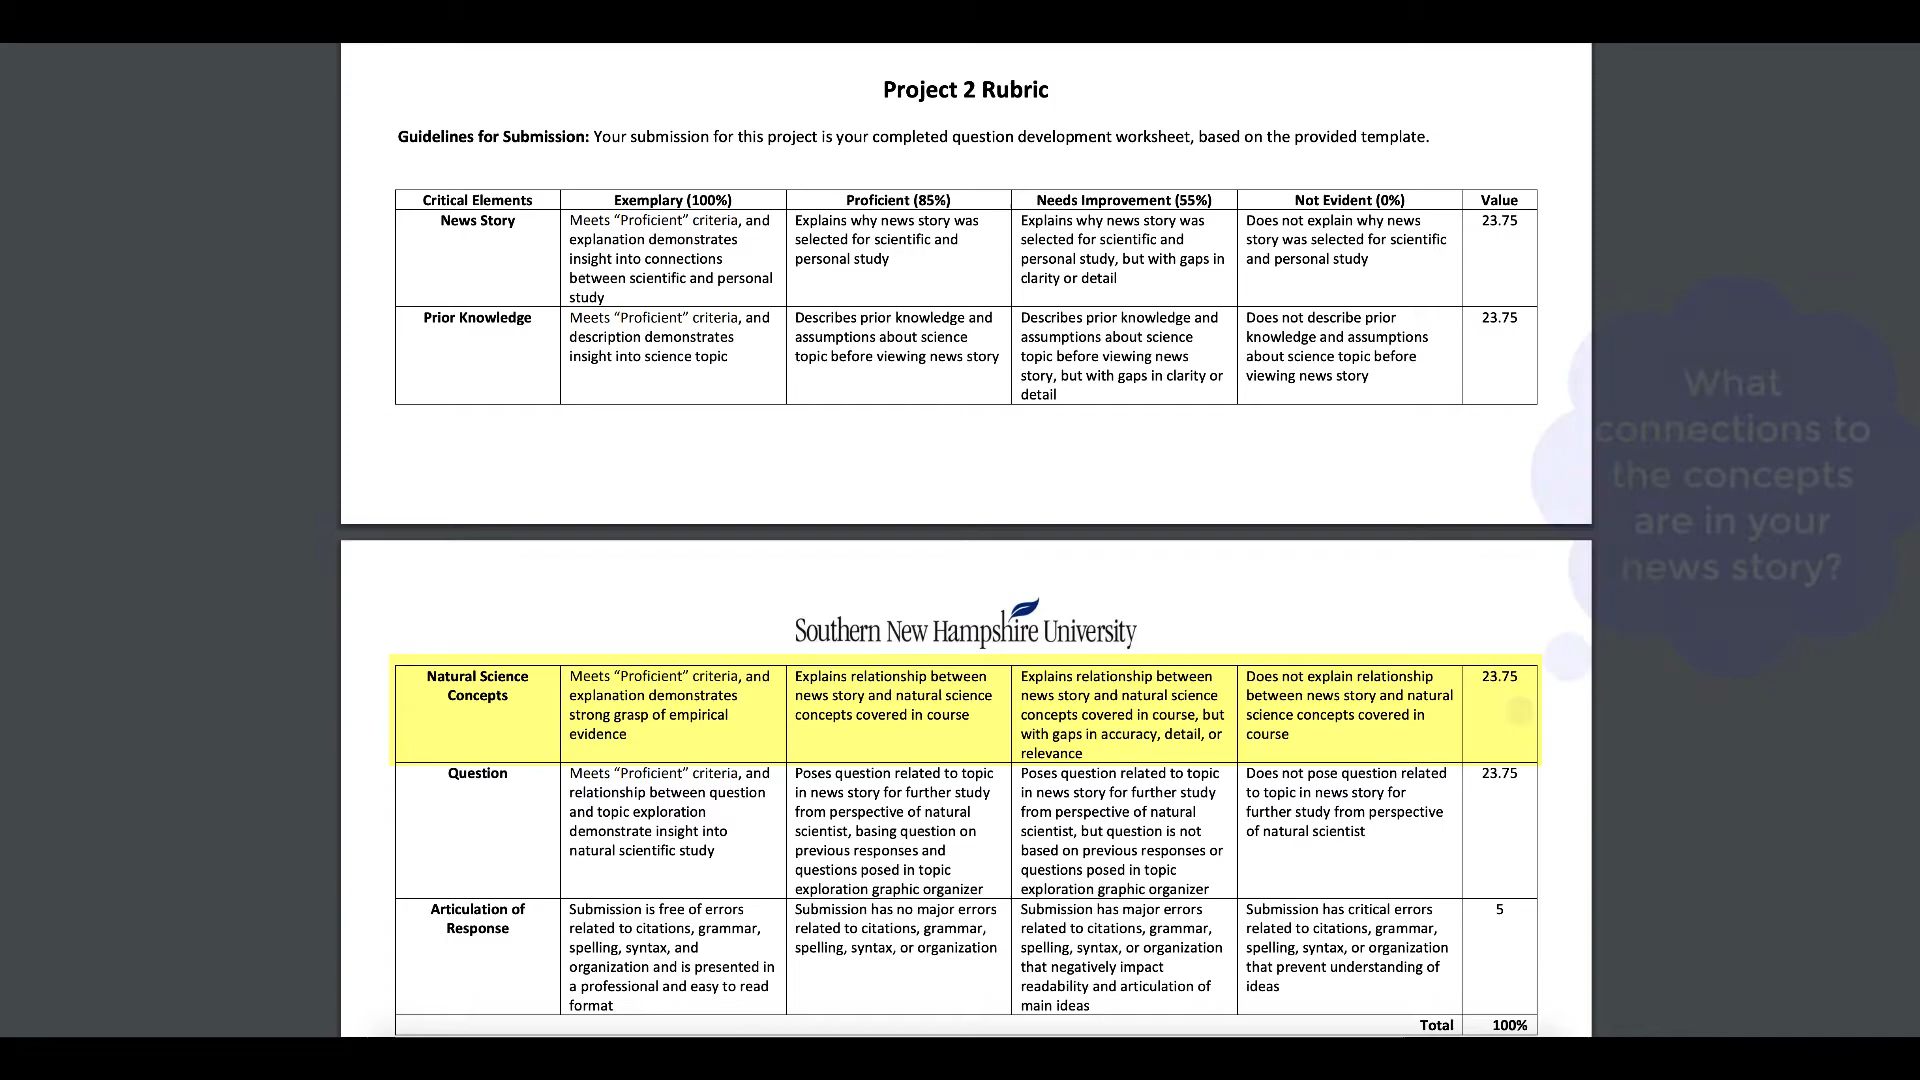 Project 2 Rubric
Guidelines for Submission: Your submission for this project is your completed question development worksheet, based on the provided template.
Critical Elements
Exemplary (100%)
Proficient (85%)
Needs Improvement (55%)
Not Evident (0%)
Value
News Story
Meets “Proficient” criteria, and
explanation demonstrates
insight into connections
between scientific and personal
study
Explains why news story was
selected for scientific and
personal study
Explains why news story was
selected for scientific and
personal study, but with gaps in
clarity or detail
Does not explain why news
story was selected for scientific
and personal study
23.75
Prior Knowledge
Meets “Proficient” criteria, and
description demonstrates
insight into science topic
Describes prior knowledge and
assumptions about science
topic before viewing news story
Describes prior knowledge and
assumptions about science
topic before viewing news
story, but with gaps in clarity or
detail
Does not describe prior
knowledge and assumptions
about science topic before
viewing news story
23.75
What
connections to
the concepts
are in your
news story?
Southern New Hampshire University
Natural Science
Concepts
Meets “Proficient” criteria, and
explanation demonstrates
strong grasp of empirical
evidence
Explains relationship between
news story and natural science
concepts covered in course
Explains relationship between
news story and natural science
concepts covered in course, but
with gaps in accuracy, detail, or
relevance
Does not explain relationship
between news story and natural
science concepts covered in
course
23.75
Question
Meets “Proficient” criteria, and
relationship between question
and topic exploration
demonstrate insight into
natural scientific study
Poses question related to topic
in news story for further study
from perspective of natural
scientist, basing question on
previous responses and
questions posed in topic
exploration graphic organizer
Poses question related to topic
in news story for further study
from perspective of natural
scientist, but question is not
based on previous responses or
questions posed in topic
exploration graphic organizer
Does not pose question related
to topic in news story for
further study from perspective
of natural scientist
23.75
Articulation of
Response
Submission is free of errors
related to citations, grammar,
spelling, syntax, and
organization and is presented in
a professional and easy to read
format
Submission has no major errors
related to citations, grammar,
spelling, syntax, or organization
Submission has major errors
related to citations, grammar,
spelling, syntax, or organization
that negatively impact
readability and articulation of
main ideas
Submission has critical errors
related to citations, grammar,
spelling, syntax, or organization
that prevent understanding of
ideas
5
Total
100%